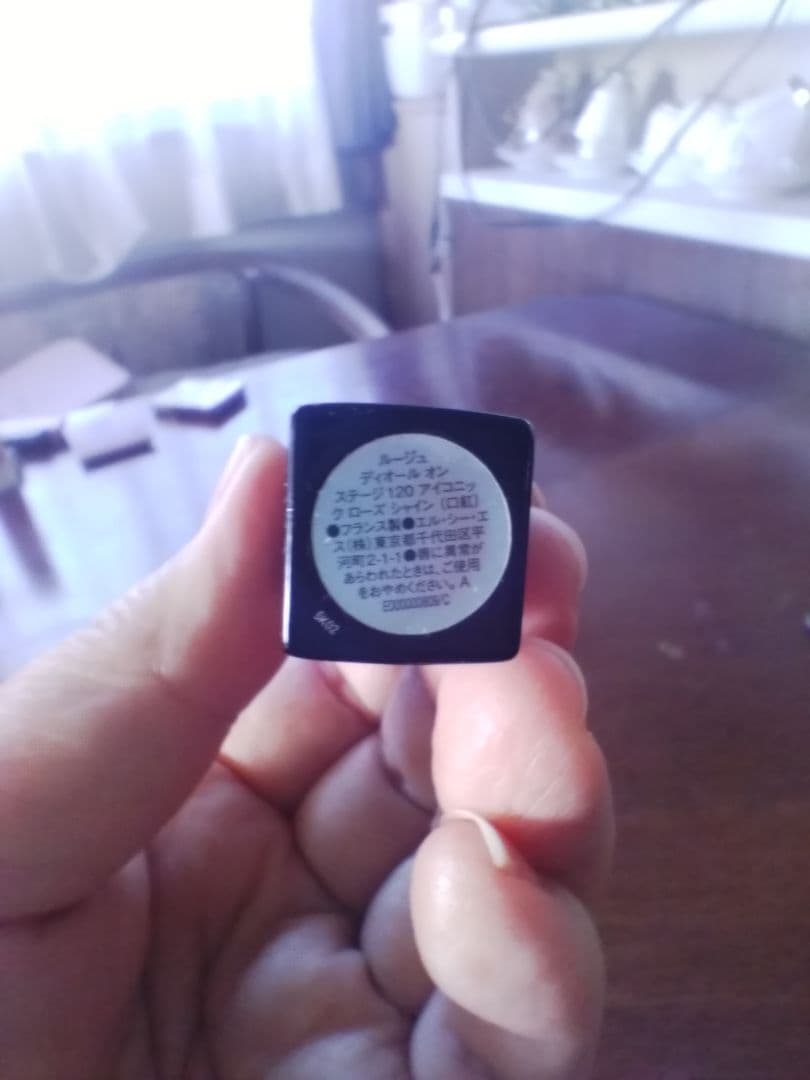 ルージュ
ディオール オン
ステージ 120 アイコニッ
ク ローズ シャイン (口紅)
●フランス製●エル・シー・エ
ス(株)東京都千代田区平
河町2-1-1●唇に異常が
あらわれたときは、ご使用
をおやめください。A
E000000809/C
9K02